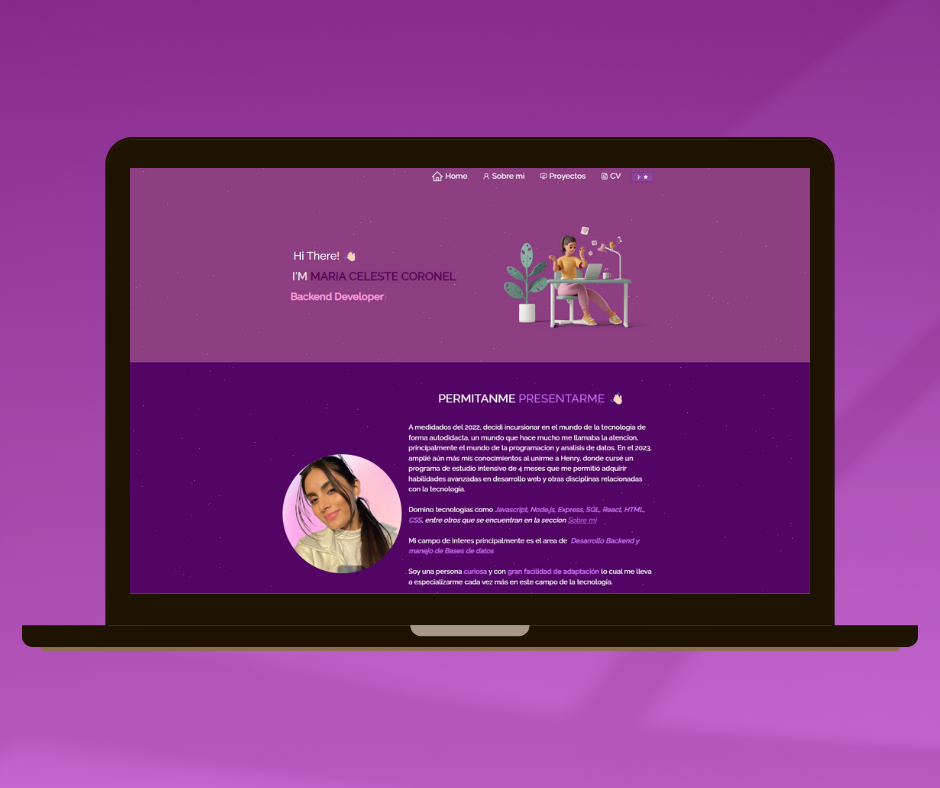 Home Sobre mi Proyectos CV
Hi There!
I'M MARIA CELESTE CORONEL
Backend Developer
PERMITANME PRESENTARME
A medidados del 2022, decidi incursionar en el mundo de la tecnologia de
forma autodidacta, un mundo que hace mucho me llamaba la atencion,
principalmente el mundo de la programacion y analisis de datos. En el 2023,
amplié aún más mis conocimientos al unirme a Henry, donde cursé un
programa de estudio intensivo de 4 meses que me permitió adquirir
habilidades avanzadas en desarrollo web y otras disciplinas relacionadas
con la tecnología.
Domino tecnologias como Javascript, Node.js, Express, SQL, React, HTML,
CSS, entre otros que se encuentran en la seccion Sobre mi
Mi campo de interes principalmente es el area de Desarrollo Backend y
manejo de Bases de datos
Soy una persona curiosa y con gran facilidad de adaptación lo cual me lleva
a especializarme cada vez más en este campo de la tecnología.